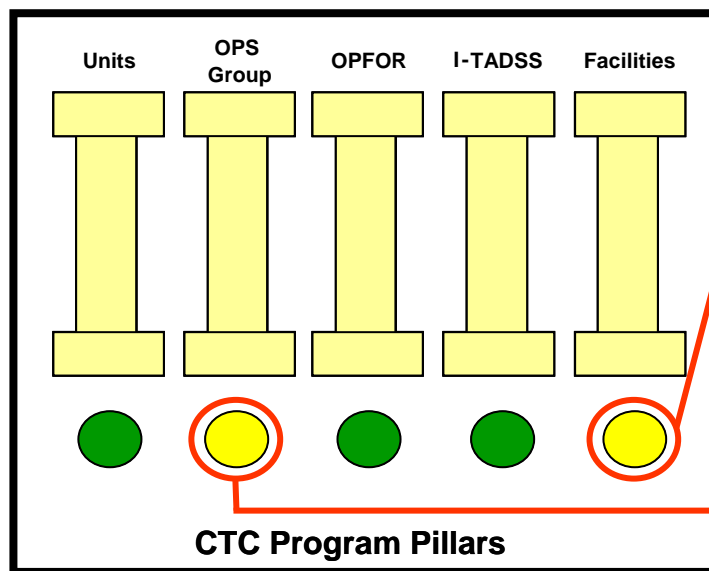 Units
OPS
Group
OPFOR
I-TADSS
Facilities
CTC Program Pillars